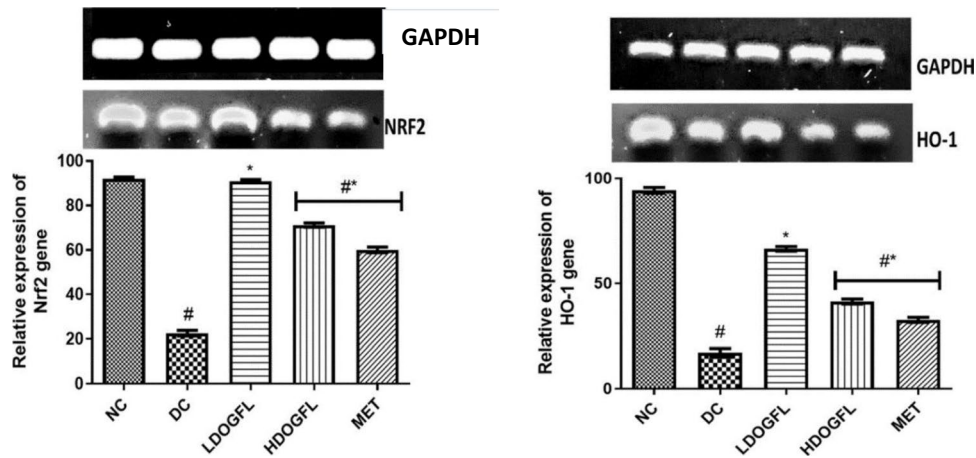 GAPDH
NRF2
Relative expression of
Nrf2 gene
100
80
60
40
20
0
#
*
#*
NC
DC
LDOGFL
HDOGFL
MET
GAPDH
HO-1
Relative expression of
HO-1 gene
100
50
0
#
*
#*
NC
DC
LDOGFL
HDOGFL
MET